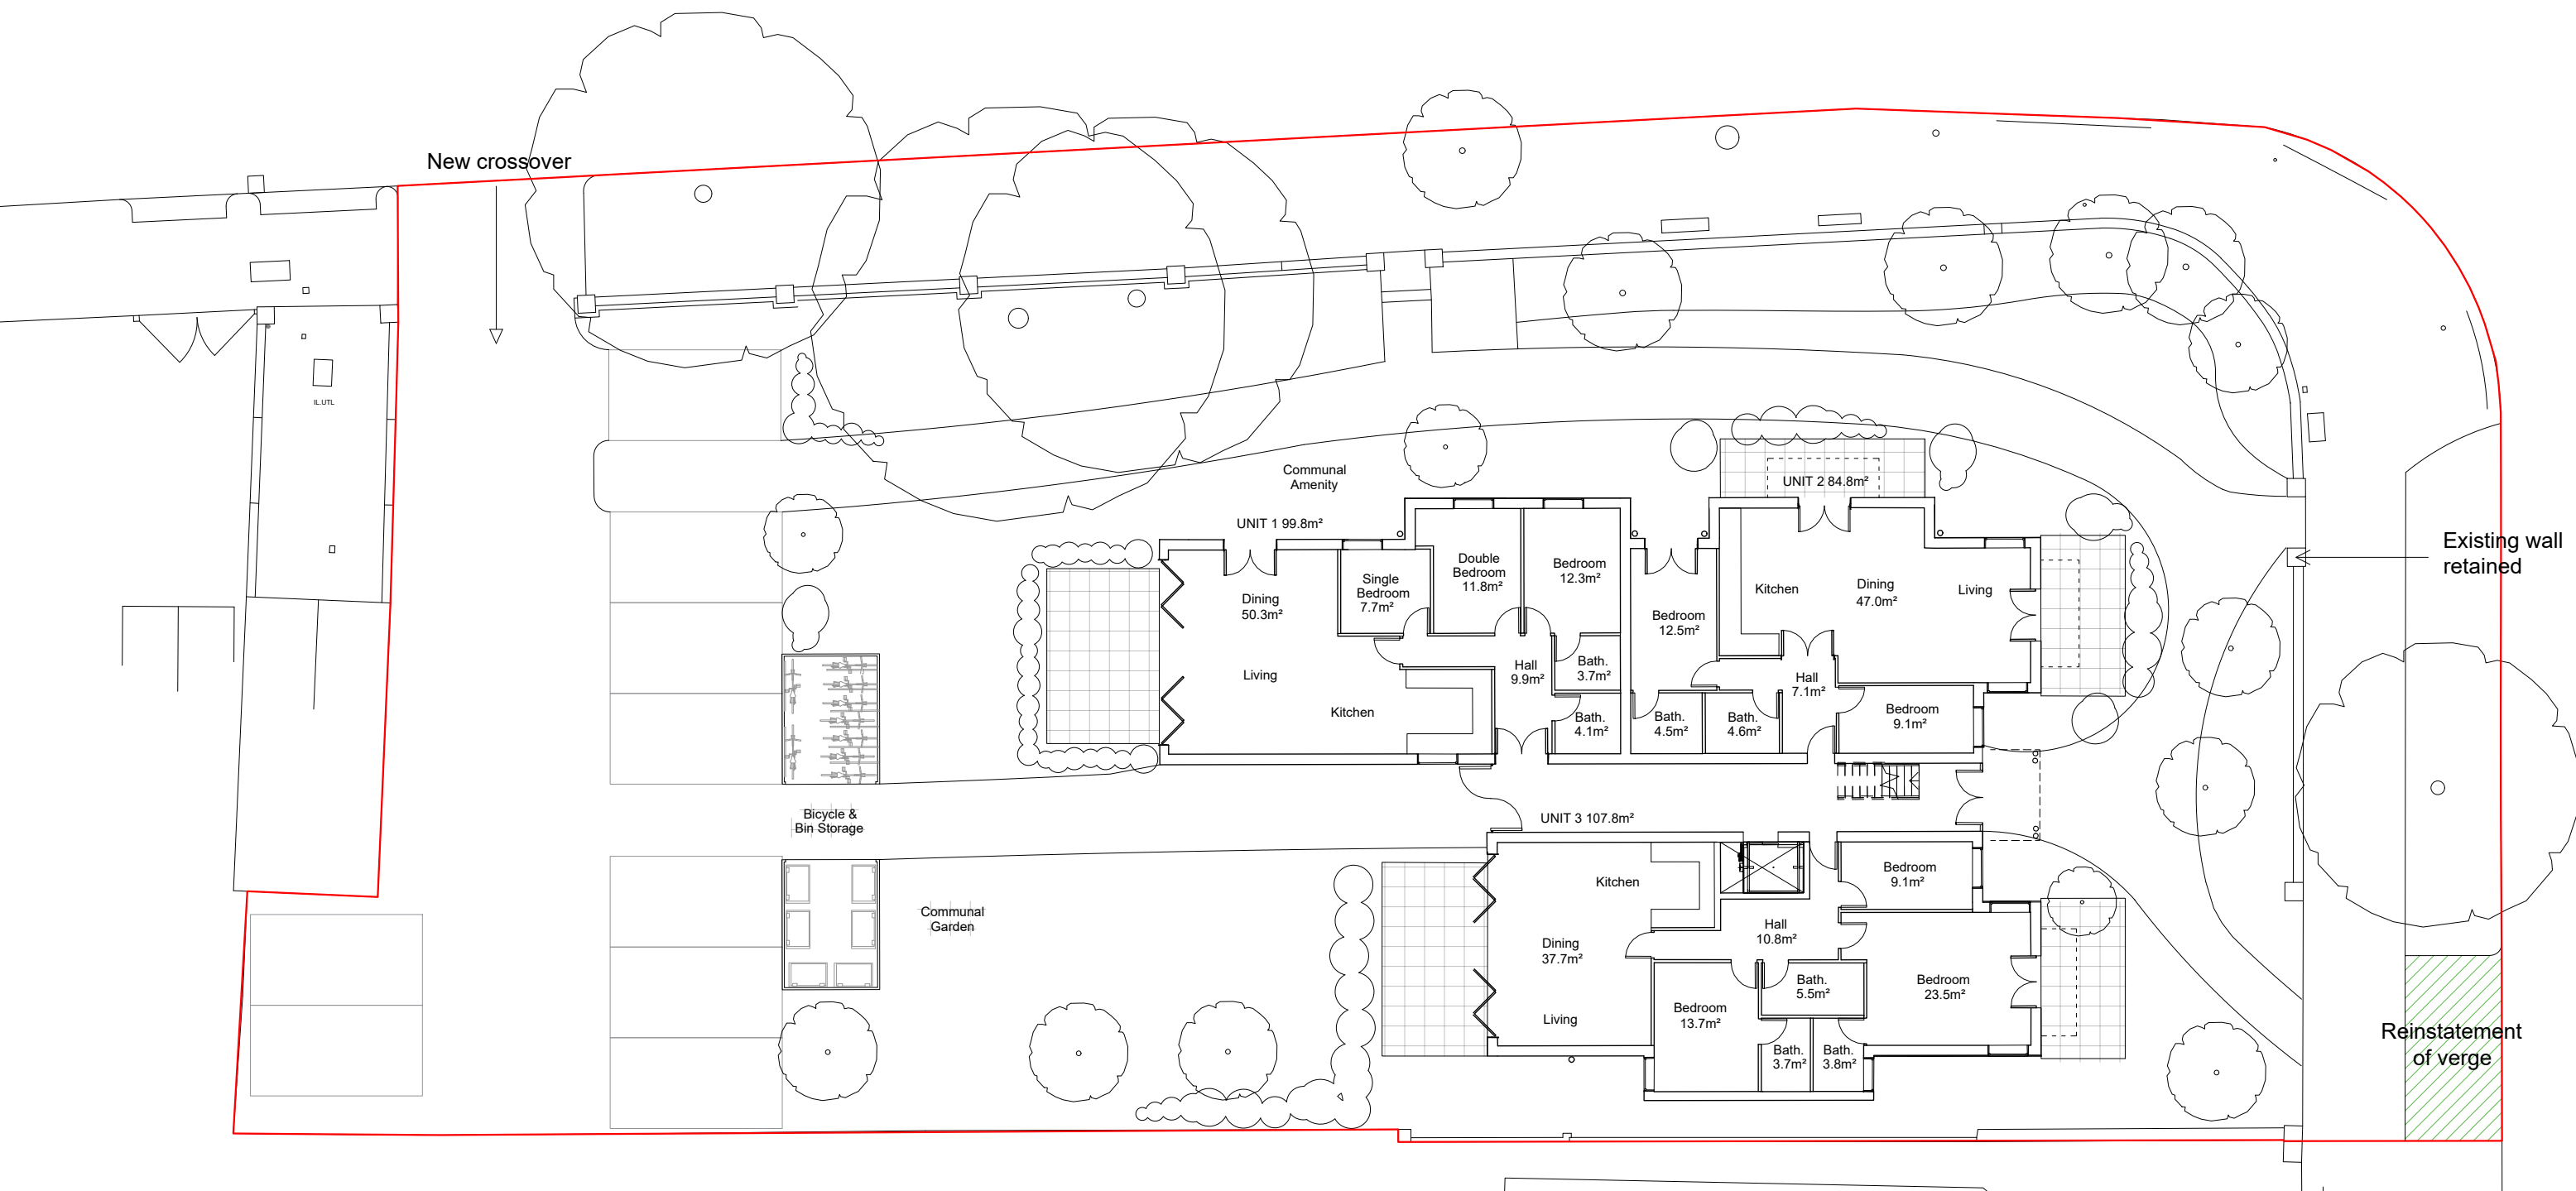 New crossover
IL.UTL
Communal
Amenity
UNIT 1 99.8m²
UNIT 2 84.8m²
Existing wall
retained
Single
Bedroom
7.7m²
Double
Bedroom
11.8m²
Bedroom
12.3m²
Dining
50.3m²
Living
Kitchen
Hall
9.9m²
Bath.
3.7m²
Bath.
4.1m²
Bedroom
12.5m²
Kitchen
Dining
47.0m²
Living
Hall
7.1m²
Bath.
4.5m²
Bath.
4.6m²
Bedroom
9.1m²
Bicycle &
Bin Storage
UNIT 3 107.8m²
Communal
Garden
Kitchen
Dining
37.7m²
Living
Hall
10.8m²
Bedroom
9.1m²
Bedroom
13.7m²
Bath.
5.5m²
Bedroom
23.5m²
Bath.
3.7m²
Bath.
3.8m²
Reinstatement
of verge